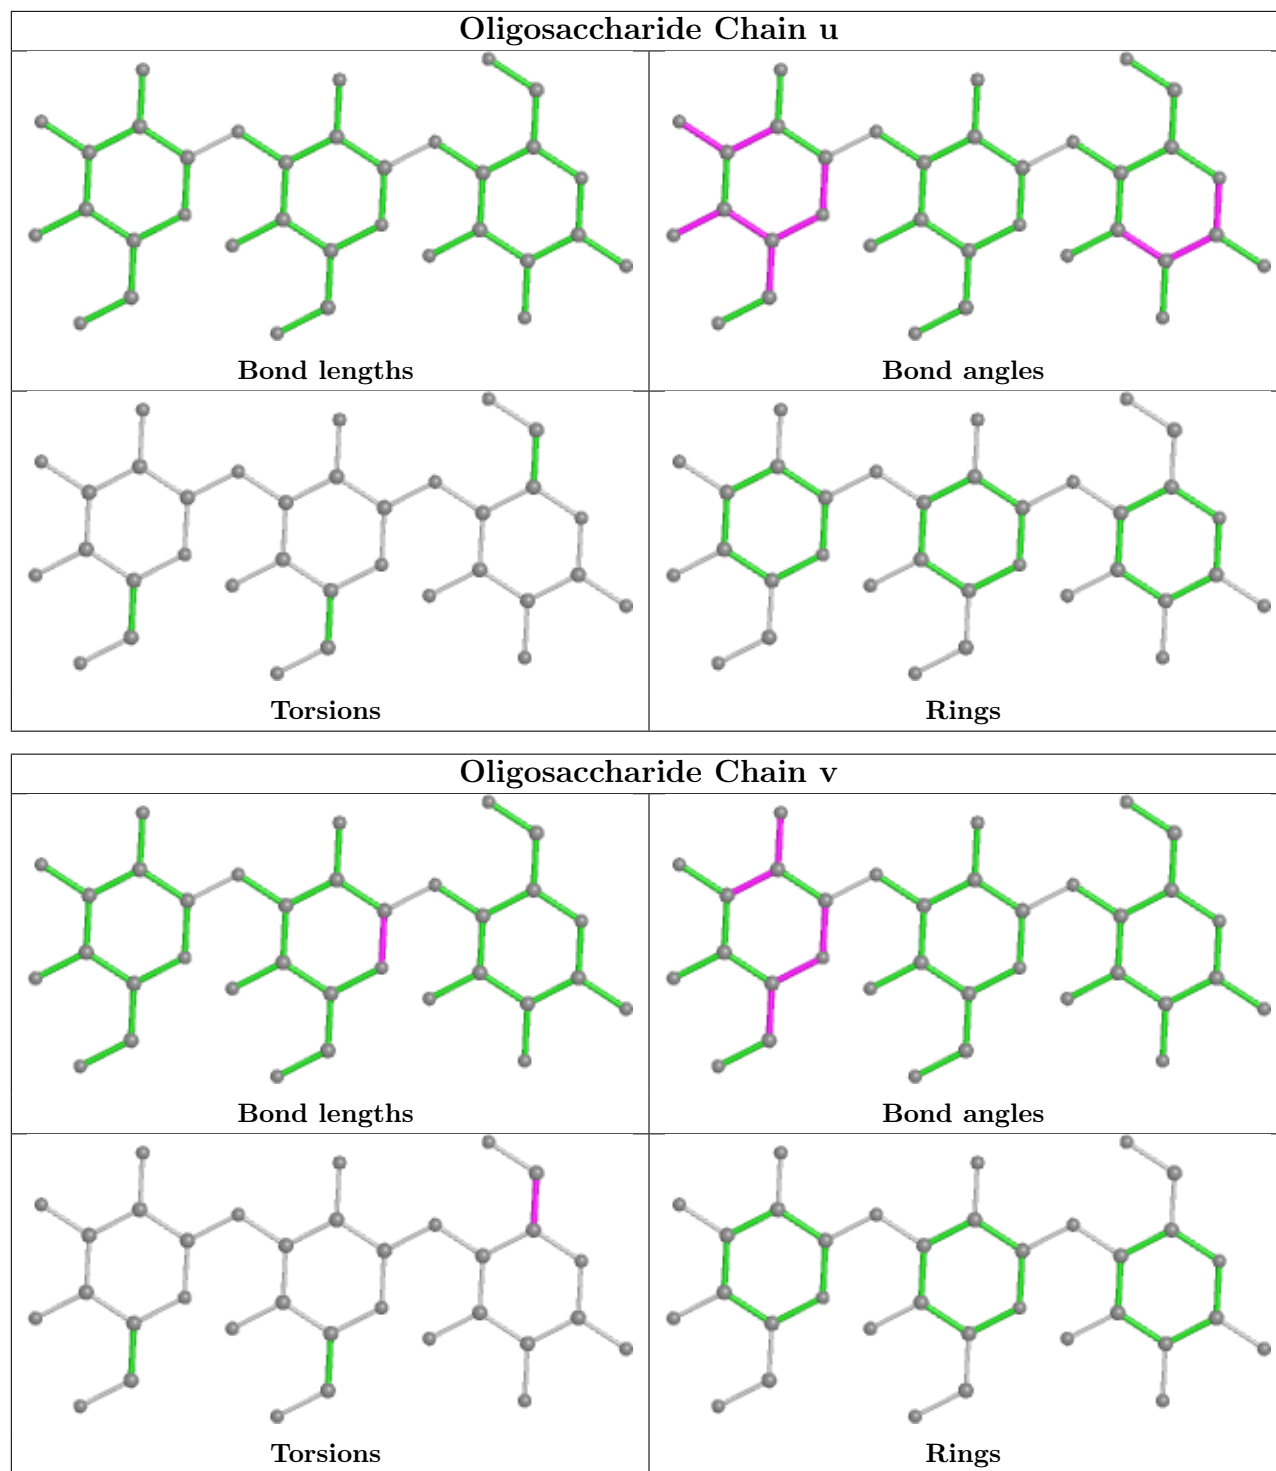 Oligosaccharide Chain u
Bond lengths
Bond angles
Torsions
Rings
Oligosaccharide Chain v
Bond lengths
Bond angles
Torsions
Rings